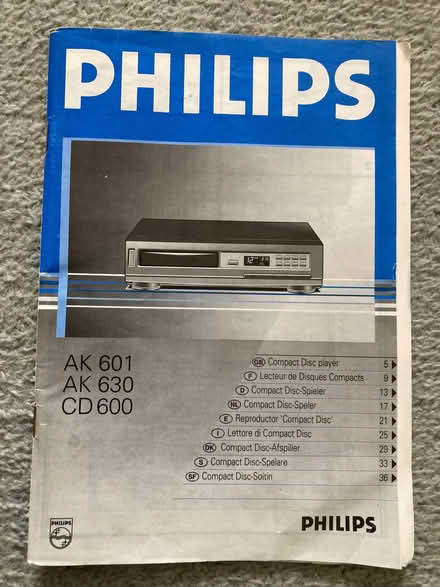 PHILIPS
AK 601
AK 630
CD 600
GB Compact Disc player 5
F Lecteur de Disques Compacts 9
D Compact Disc-Spieler 13
NL Compact Disc-Speler 17
E Reproductor 'Compact Disc' 21
I Lettore di Compact Disc 25
DK Compact Disc-Afspiller 29
S Compact Disc-Spelare 33
SF Compact Disc-Soitin 36
PHILIPS
PHILIPS